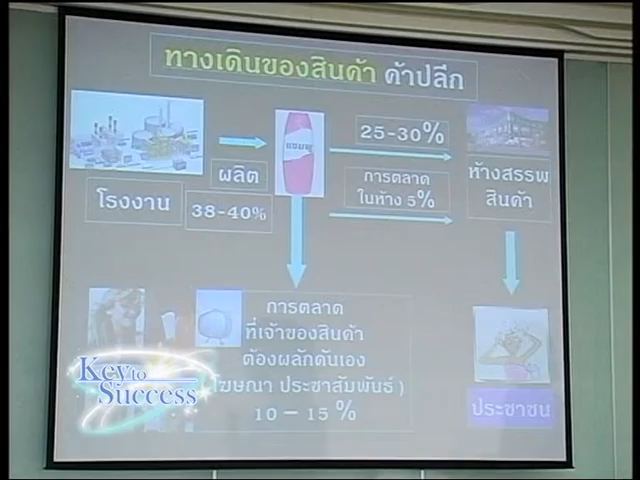 ทางเดินของสินค้า ค้าปลีก
แชมพู
25-30%
ผลิต
การตลาด
ในห้าง 5%
ห้างสรรพ
สินค้า
โรงงาน
38-40%
การตลาด
ที่เจ้าของสินค้า
ต้องผลักดันเอง
โฆษณา ประชาสัมพันธ์ )
10 – 15 %
ประชาชน
Key to
Success